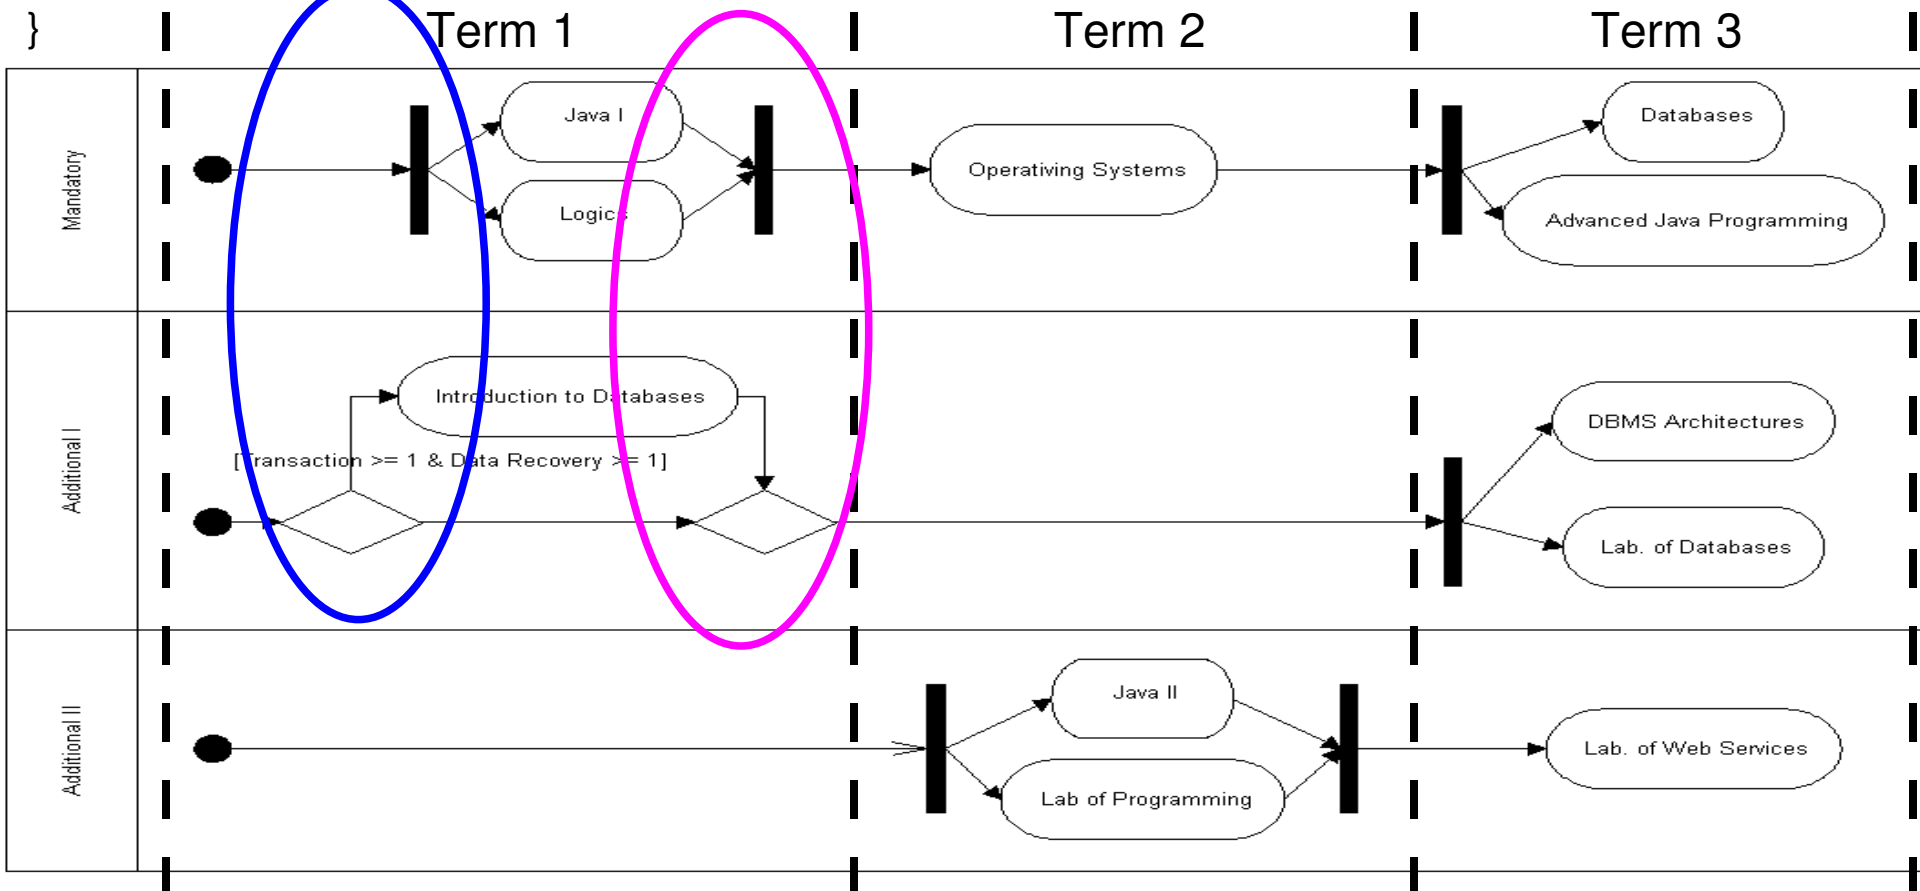 }
Term 1
Term 2
Term 3
Mandatory
Java I
Logics
Operativing Systems
Databases
Advanced Java Programming
Additional I
Introduction to Databases
[Transaction >= 1 & Data Recovery >= 1]
DBMS Architectures
Lab. of Databases
Additional II
Java II
Lab of Programming
Lab. of Web Services